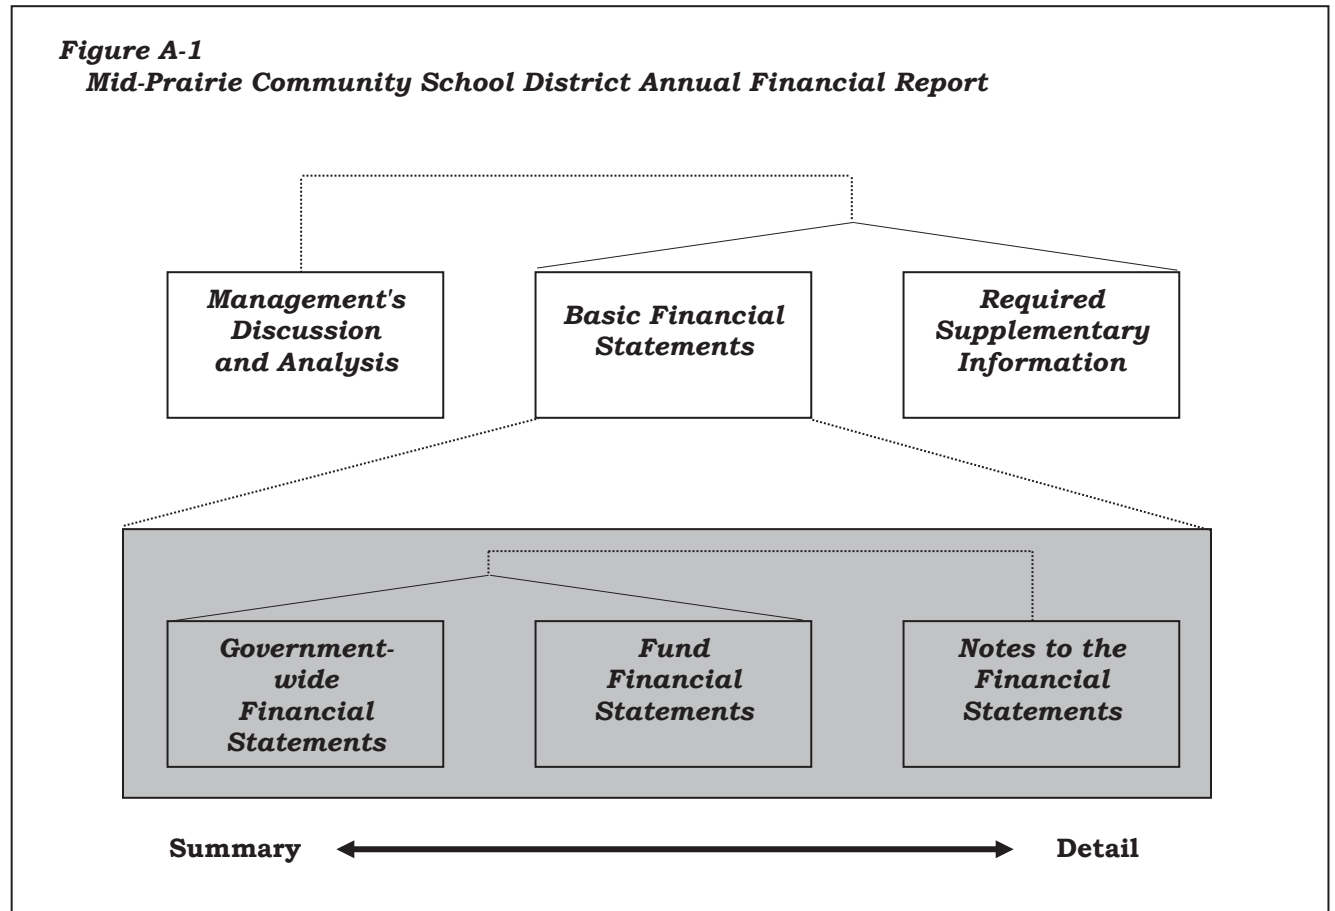 Figure A-1
Mid-Prairie Community School District Annual Financial Report
Management's
Discussion
and Analysis
Basic Financial
Statements
Required
Supplementary
Information
Government-
wide
Financial
Statements
Fund
Financial
Statements
Notes to the
Financial
Statements
Summary
Detail